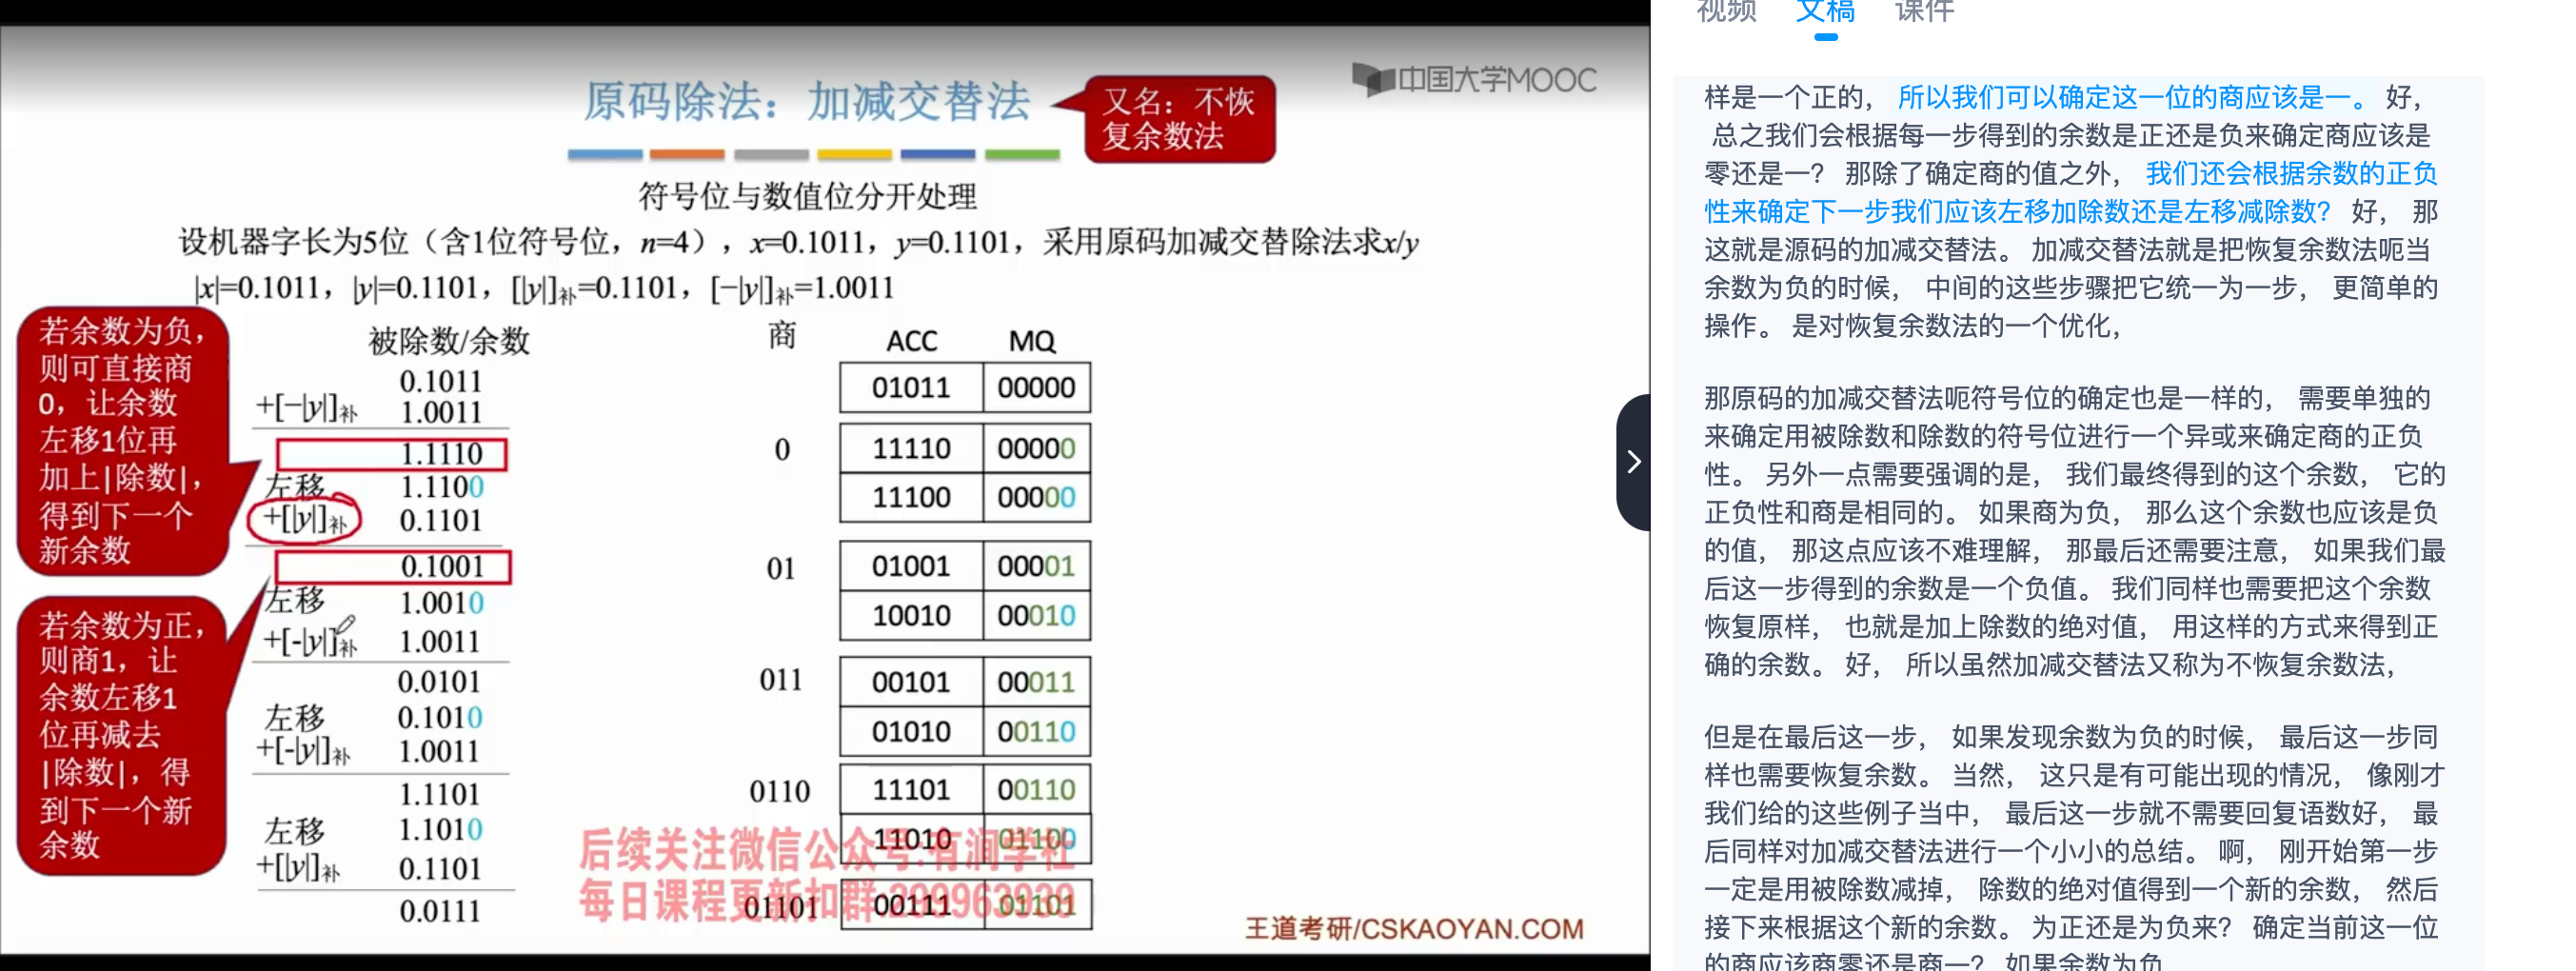 中国大学MOOC
原码除法：加减交替法
又名：不恢
复余数法
符号位与数值位分开处理
设机器字长为5位（含1位符号位，n=4），x=0.1011，y=0.1101，采用原码加减交替除法求x/y
|x|=0.1011，|y|=0.1101，[|y|]补=0.1101，[−|y|]补=1.0011
若余数为负，
则可直接商
0，让余数
左移1位再
加上|除数|，
得到下一个
新余数
若余数为正，
则商1，让
余数左移1
位再减去
|除数|，得
到下一个新
余数
被除数/余数 商 ACC MQ
0.1011 01011 00000
+[−|y|]补 1.0011
1.1110 0 11110 00000
左移 1.1100 11100 00000
+[|y|]补 0.1101
0.1001 01 01001 00001
左移 1.0010 10010 00010
+[-|y|]补 1.0011
0.0101 011 00101 00011
左移 0.1010 01010 00110
+[-|y|]补 1.0011
1.1101 0110 11101 00110
左移 1.1010 11010 01100
+[|y|]补 0.1101
0.0111 01101 00111 01101
后续关注微信公众号:有润学社
每日课程更新扣群
王道考研/CSKAOYAN.COM
视频 文稿 课件
样是一个正的， 所以我们可以确定这一位的商应该是一。 好，
总之我们会根据每一步得到的余数是正还是负来确定商应该是
零还是一？ 那除了确定商的值之外， 我们还会根据余数的正负
性来确定下一步我们应该左移加除数还是左移减除数？ 好， 那
这就是源码的加减交替法。 加减交替法就是把恢复余数法呃当
余数为负的时候， 中间的这些步骤把它统一为一步， 更简单的
操作。 是对恢复余数法的一个优化，
那原码的加减交替法呃符号位的确定也是一样的， 需要单独的
来确定用被除数和除数的符号位进行一个异或来确定商的正负
性。 另外一点需要强调的是， 我们最终得到的这个余数， 它的
正负性和商是相同的。 如果商为负， 那么这个余数也应该是负
的值， 那这点应该不难理解， 那最后还需要注意， 如果我们最
后这一步得到的余数是一个负值。 我们同样也需要把这个余数
恢复原样， 也就是加上除数的绝对值， 用这样的方式来得到正
确的余数。 好， 所以虽然加减交替法又称为不恢复余数法，
但是在最后这一步， 如果发现余数为负的时候， 最后这一步同
样也需要恢复余数。 当然， 这只是有可能出现的情况， 像刚才
我们给的这些例子当中， 最后这一步就不需要回复语数好， 最
后同样对加减交替法进行一个小小的总结。 啊， 刚开始第一步
一定是用被除数减掉， 除数的绝对值得到一个新的余数， 然后
接下来根据这个新的余数。 为正还是为负来？ 确定当前这一位
的商应该商零还是商一？ 如果余数为负